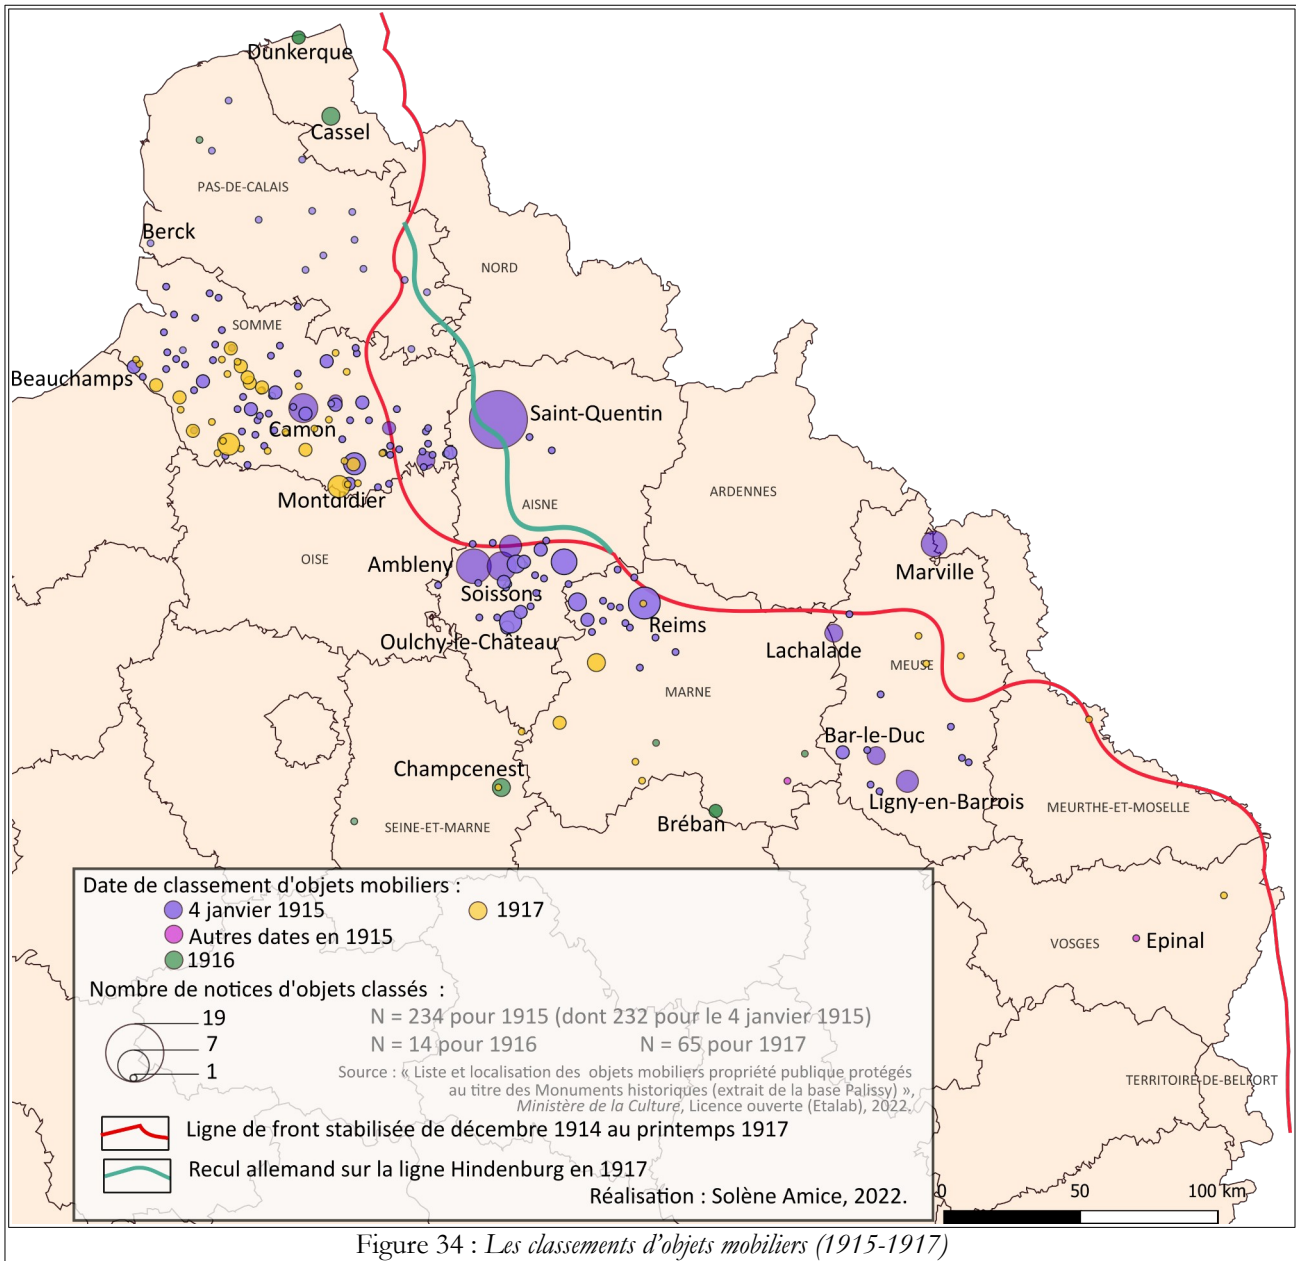 Dunkerque
Cassel
PAS-DE-CALAIS
Berck
NORD
SOMME
Beauchamps
Saint-Quentin
Camon
ARDENNES
Montdidier
AISNE
OISE
Ambleny
Marville
Soissons
Reims
Oulchy-le-Château
Lachalade
MEUSE
MARNE
Bar-le-Duc
Champcenest
Ligny-en-Barrois
MEURTHE-ET-MOSELLE
SEINE-ET-MARNE
Bréban
VOSGES
Epinal
TERRITOIRE-DE-BELFORT
Date de classement d'objets mobiliers :
4 janvier 1915
1917
Autres dates en 1915
1916
Nombre de notices d'objets classés :
19
7
1
N = 234 pour 1915 (dont 232 pour le 4 janvier 1915)
N = 14 pour 1916 N = 65 pour 1917
Source : « Liste et localisation des objets mobiliers propriété publique protégés
au titre des Monuments historiques (extrait de la base Palissy) »,
Ministère de la Culture, Licence ouverte (Etalab), 2022.
Ligne de front stabilisée de décembre 1914 au printemps 1917
Recul allemand sur la ligne Hindenburg en 1917
Réalisation : Solène Amice, 2022.
0 50 100 km
Figure 34 : Les classements d'objets mobiliers (1915-1917)